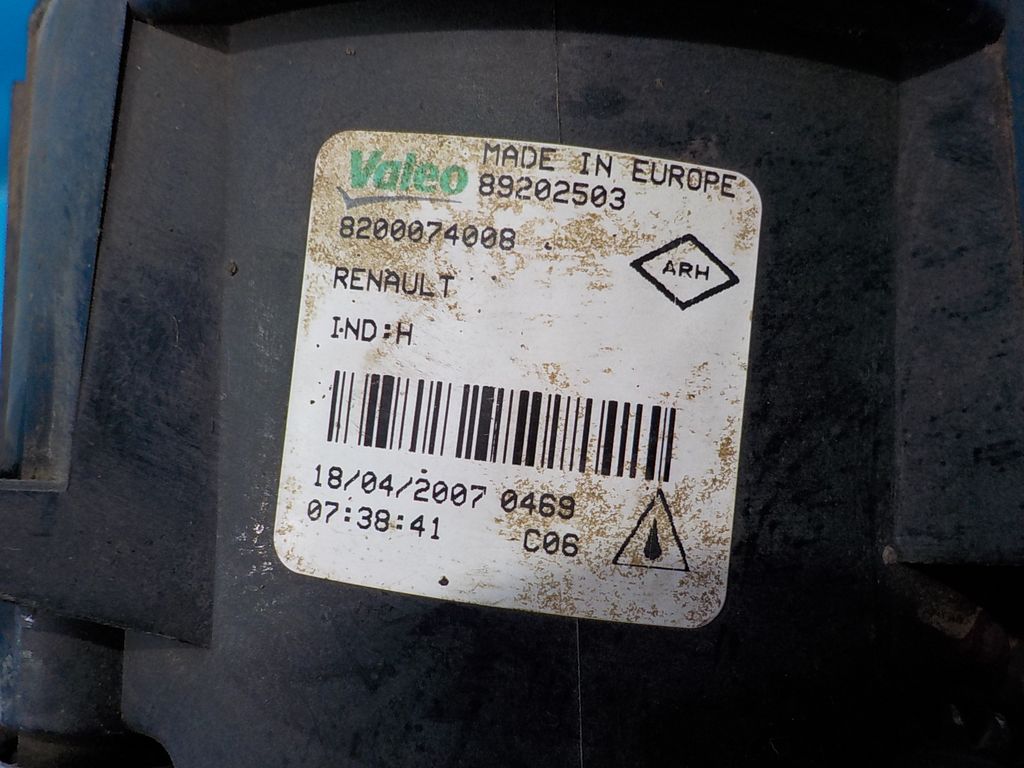 Valeo MADE IN EUROPE
89202503
8200074008
ARH
RENAULT
IND:H
18/04/2007 0469
07:38:41 C06